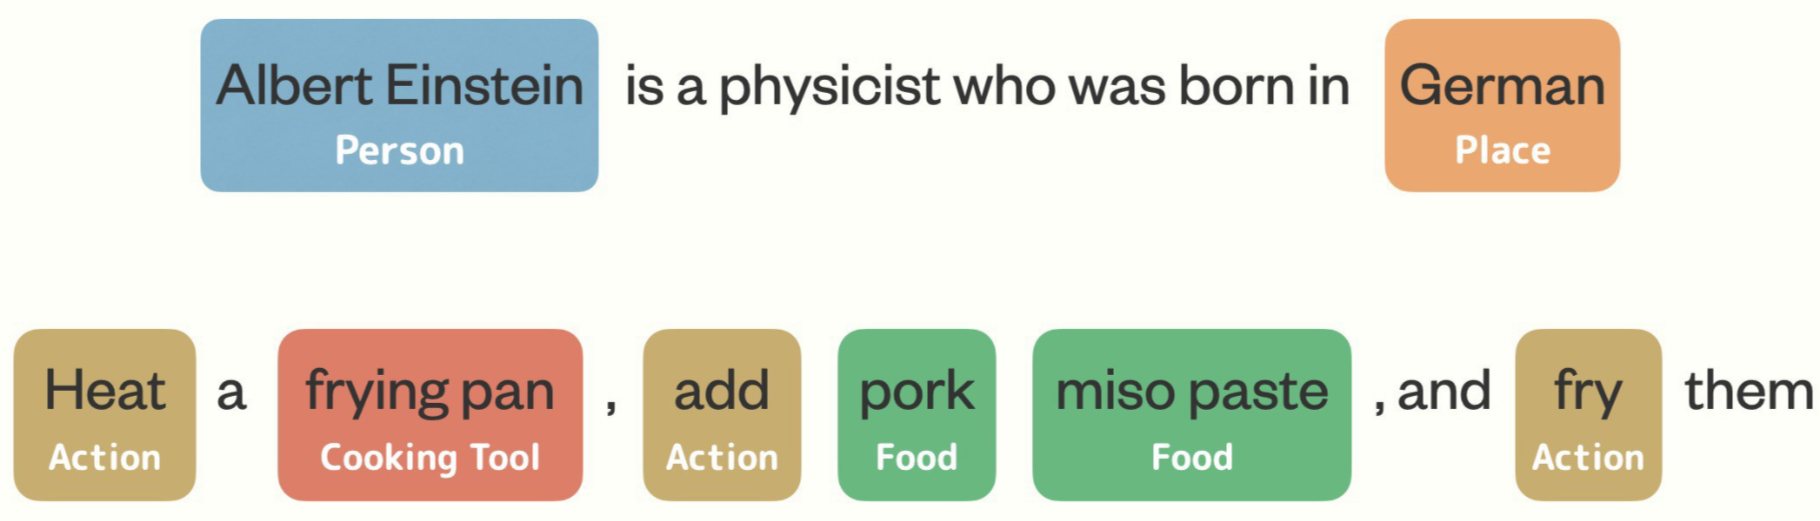 Albert Einstein is a physicist who was born in German
Person Place
Heat a frying pan , add pork miso paste , and fry them
Action Cooking Tool Action Food Food Action